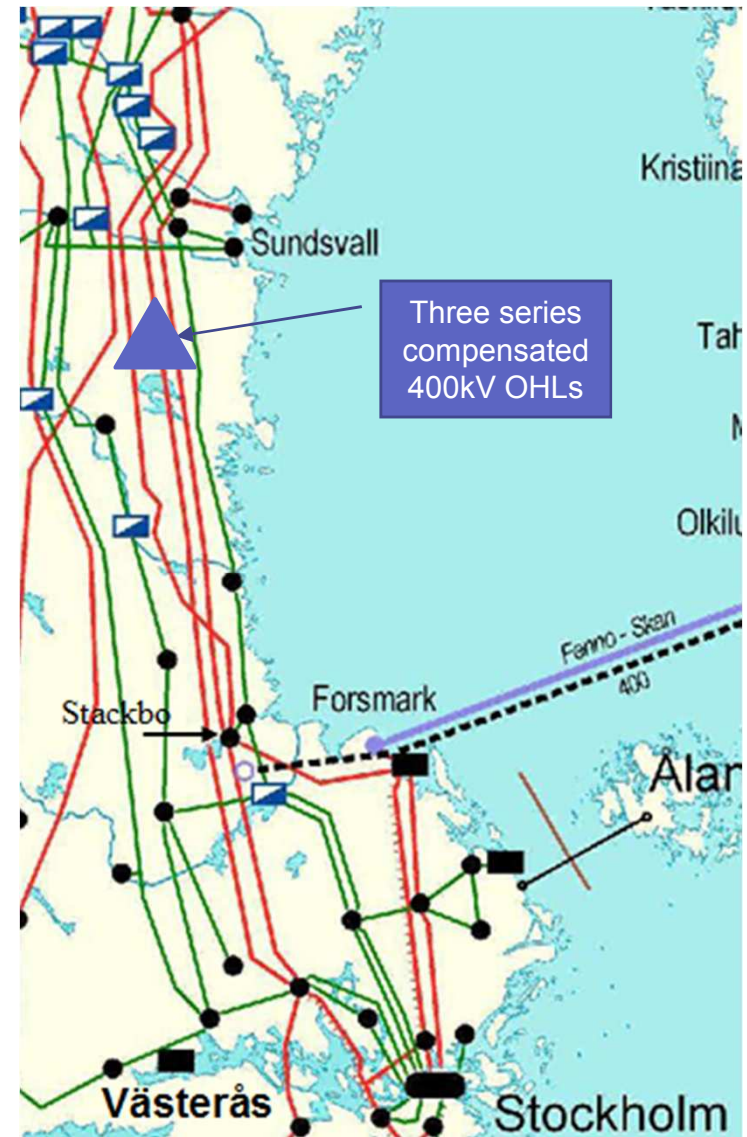 Kristiina
Sundsvall
Three series
compensated
400kV OHLs
Tah
Olkilu
Fenno - Skan
400
Forsmark
Stackbo
Ålan
Västerås
Stockholm